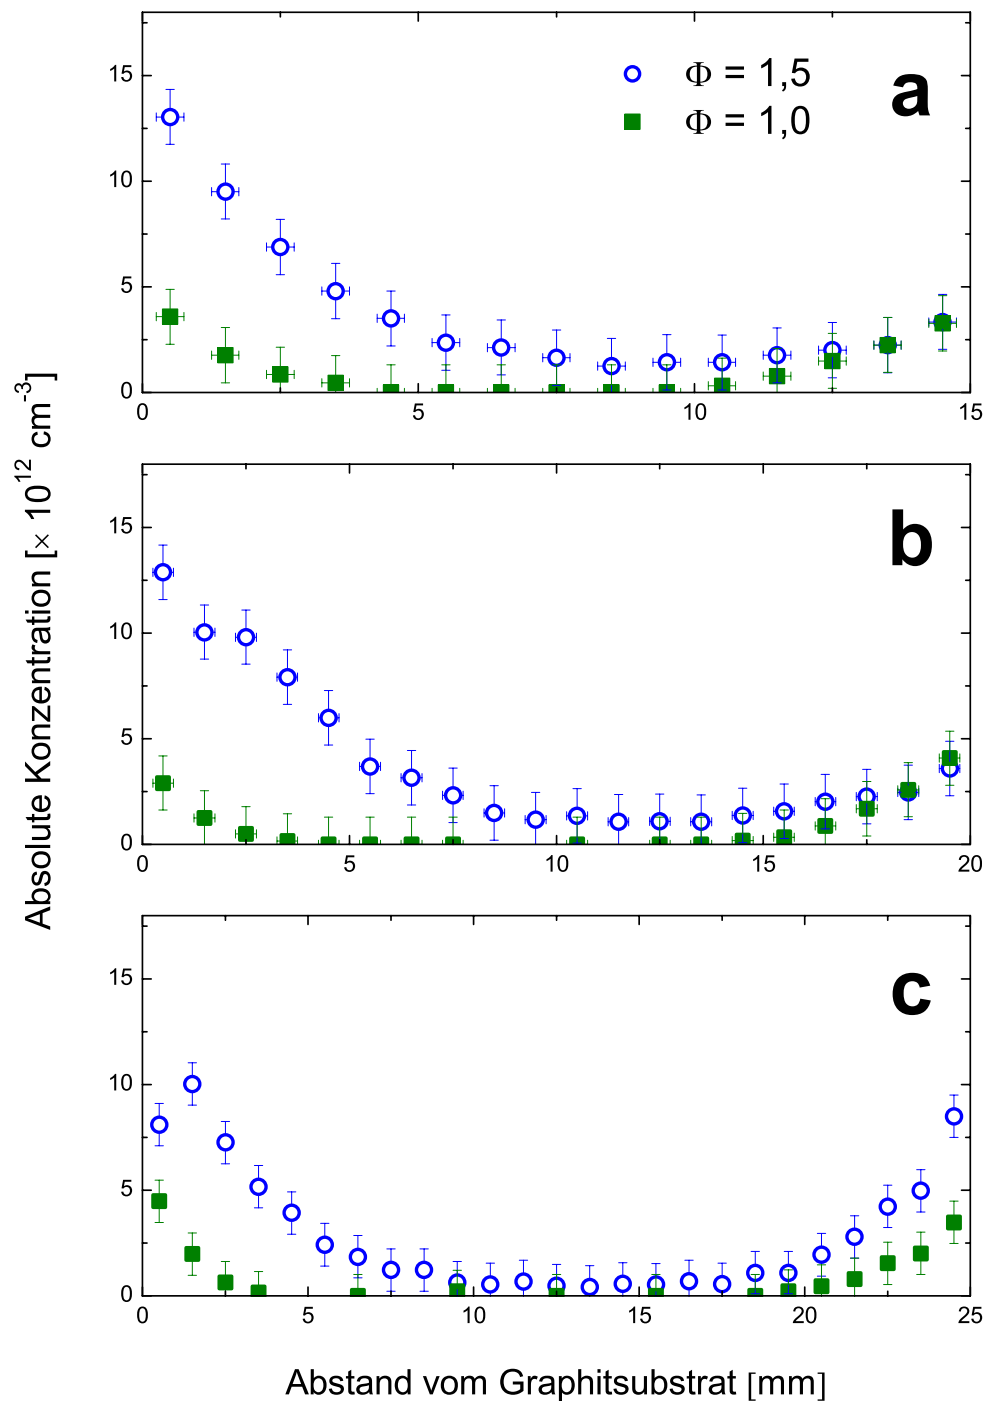 a
Φ = 1,5
Φ = 1,0
15
10
5
0
0 5 10 15
b
15
10
5
0
0 5 10 15 20
c
15
10
5
0
0 5 10 15 20 25
Absolute Konzentration [× 10¹² cm⁻³]
Abstand vom Graphitsubstrat [mm]